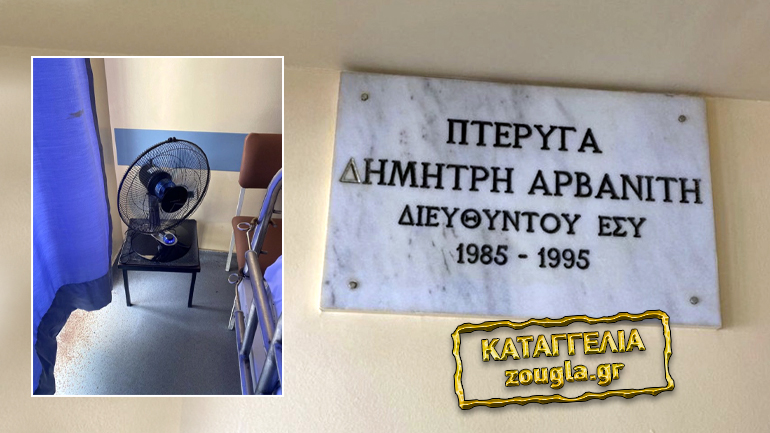 ΠΤΕΡΥΓΑ
ΔΗΜΗΤΡΗ ΑΡΒΑΝΙΤΗ
ΔΙΕΥΘΥΝΤΟΥ ΕΣΥ
1985 - 1995
ΚΑΤΑΓΓΕΛΙΑ
zougla.gr